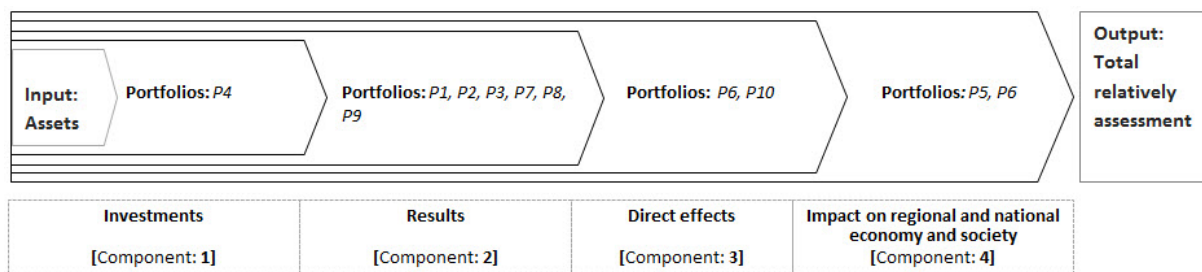 Input:
Assets
Portfolios: P4
Portfolios: P1, P2, P3, P7, P8,
P9
Portfolios: P6, P10
Portfolios: P5, P6
Output:
Total
relatively
assessment
Investments
[Component: 1]
Results
[Component: 2]
Direct effects
[Component: 3]
Impact on regional and national
economy and society
[Component: 4]